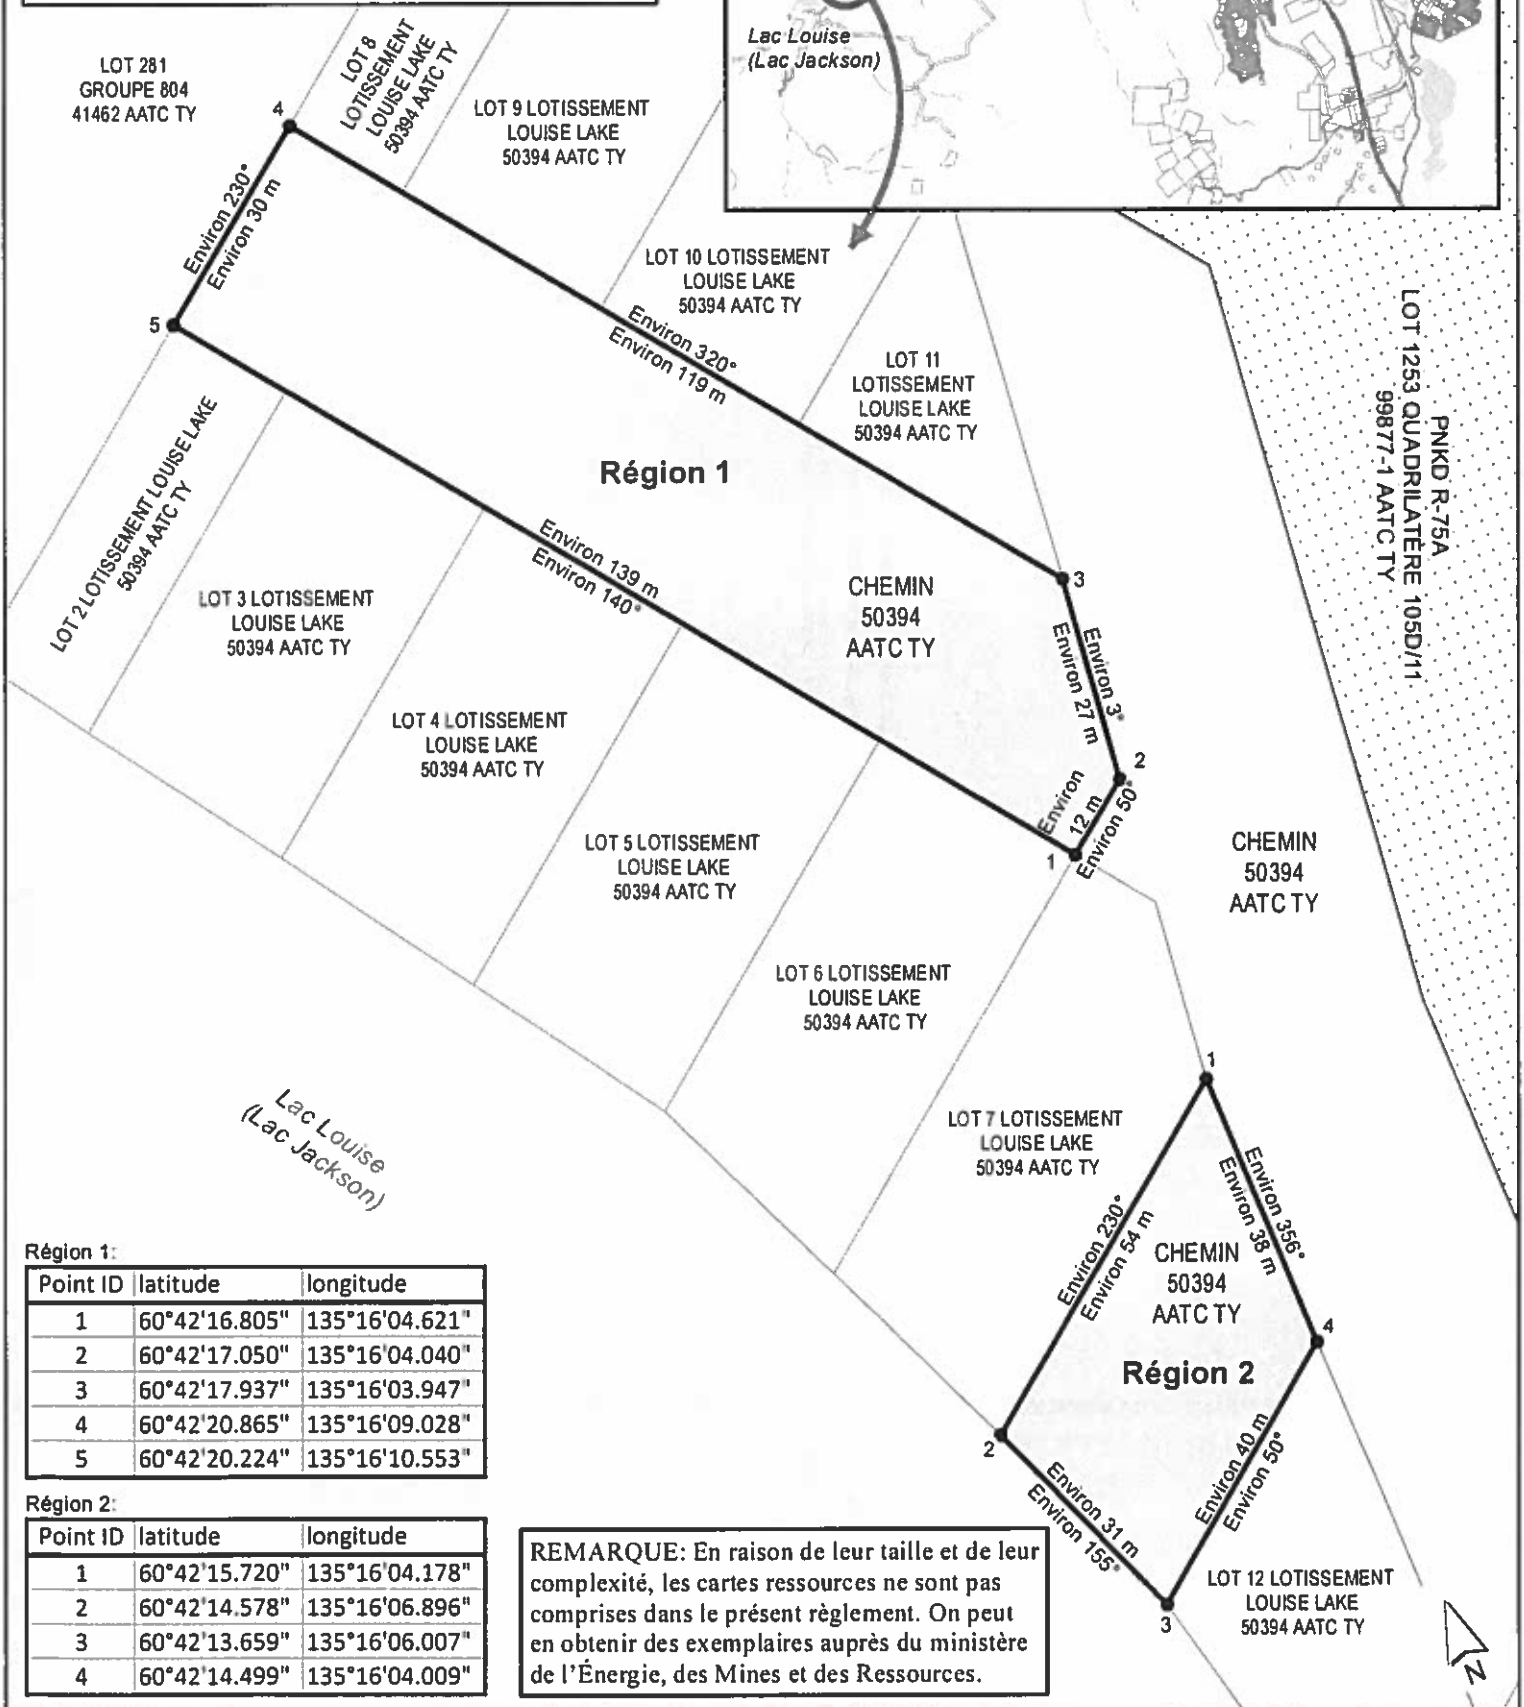 Lac Louise
(Lac Jackson)
LOT 281
GROUPE 804
41462 AATC TY
LOT 8
LOTISSEMENT
LOUISE LAKE
50394 AATC TY
LOT 9 LOTISSEMENT
LOUISE LAKE
50394 AATC TY
4
Environ 230°
Environ 30 m
5
LOT 10 LOTISSEMENT
LOUISE LAKE
50394 AATC TY
Environ 320°
Environ 119 m
LOT 11
LOTISSEMENT
LOUISE LAKE
50394 AATC TY
PNKD R-75A
LOT 1253 QUADRILATÈRE 105D/11
99877-1 AATC TY
Région 1
LOT 2 LOTISSEMENT LOUISE LAKE
50394 AATC TY
Environ 139 m
Environ 140°
CHEMIN
50394
AATC TY
3
Environ 3°
Environ 27 m
2
Environ
12 m
Environ 50°
1
LOT 3 LOTISSEMENT
LOUISE LAKE
50394 AATC TY
LOT 4 LOTISSEMENT
LOUISE LAKE
50394 AATC TY
LOT 5 LOTISSEMENT
LOUISE LAKE
50394 AATC TY
CHEMIN
50394
AATC TY
LOT 6 LOTISSEMENT
LOUISE LAKE
50394 AATC TY
Lac Louise
(Lac Jackson)
LOT 7 LOTISSEMENT
LOUISE LAKE
50394 AATC TY
1
Environ 356°
Environ 38 m
Environ 230°
Environ 54 m
CHEMIN
50394
AATC TY
4
Région 2
2
Environ 40 m
Environ 50°
Environ 31 m
Environ 155°
3
LOT 12 LOTISSEMENT
LOUISE LAKE
50394 AATC TY
N
Région 1:
Point ID latitude longitude
1 60°42'16.805" 135°16'04.621"
2 60°42'17.050" 135°16'04.040"
3 60°42'17.937" 135°16'03.947"
4 60°42'20.865" 135°16'09.028"
5 60°42'20.224" 135°16'10.553"
Région 2:
Point ID latitude longitude
1 60°42'15.720" 135°16'04.178"
2 60°42'14.578" 135°16'06.896"
3 60°42'13.659" 135°16'06.007"
4 60°42'14.499" 135°16'04.009"
REMARQUE: En raison de leur taille et de leur
complexité, les cartes ressources ne sont pas
comprises dans le présent règlement. On peut
en obtenir des exemplaires auprès du ministère
de l'Énergie, des Mines et des Ressources.